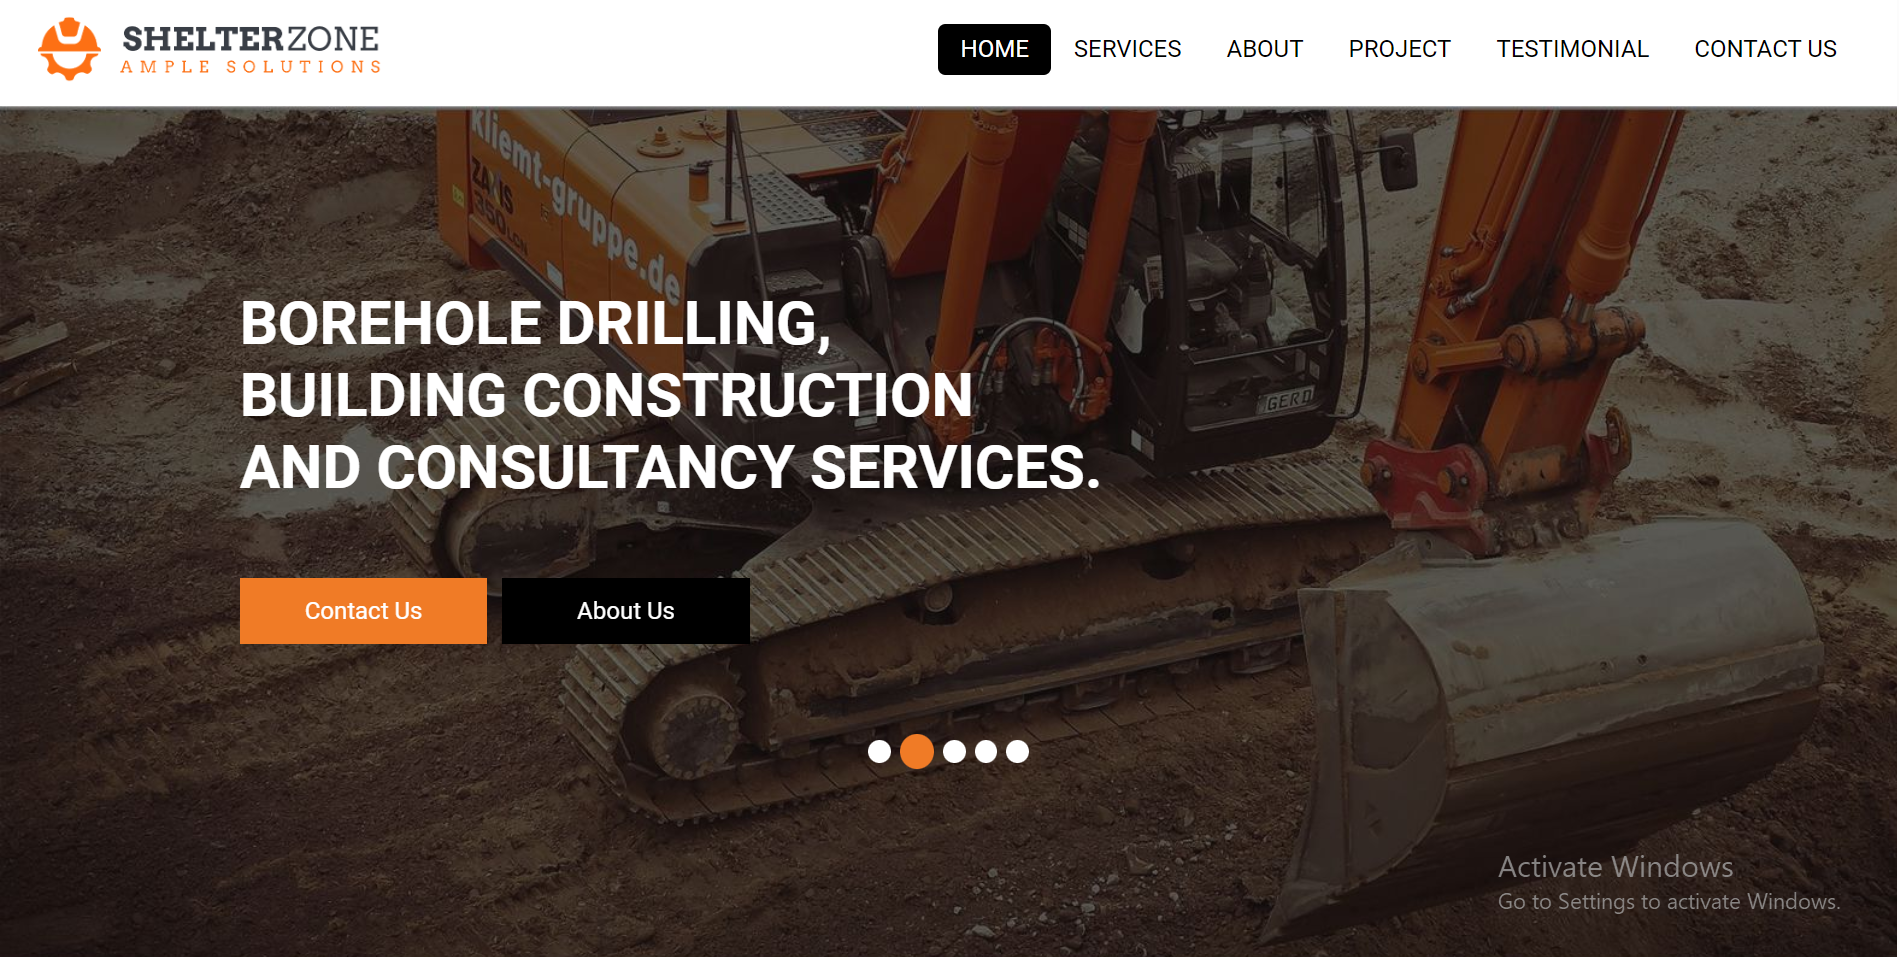 SHELTERZONE
AMPLE SOLUTIONS
HOME SERVICES ABOUT PROJECT TESTIMONIAL CONTACT US
kliemt-gruppe.de
ZAXIS
350LCN
GERD
BOREHOLE DRILLING,
BUILDING CONSTRUCTION
AND CONSULTANCY SERVICES.
Contact Us About Us
Activate Windows
Go to Settings to activate Windows.